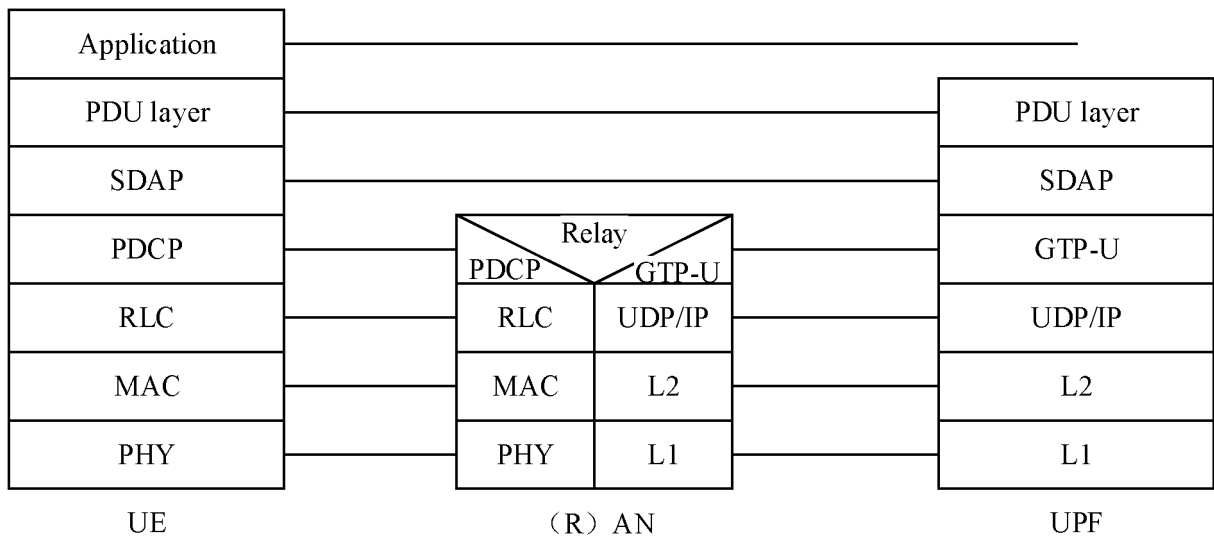 Application
PDU layer
PDU layer
SDAP
SDAP
PDCP
Relay
PDCP
GTP-U
GTP-U
RLC
RLC
UDP/IP
UDP/IP
MAC
MAC
L2
L2
PHY
PHY
L1
L1
UE
（R）AN
UPF